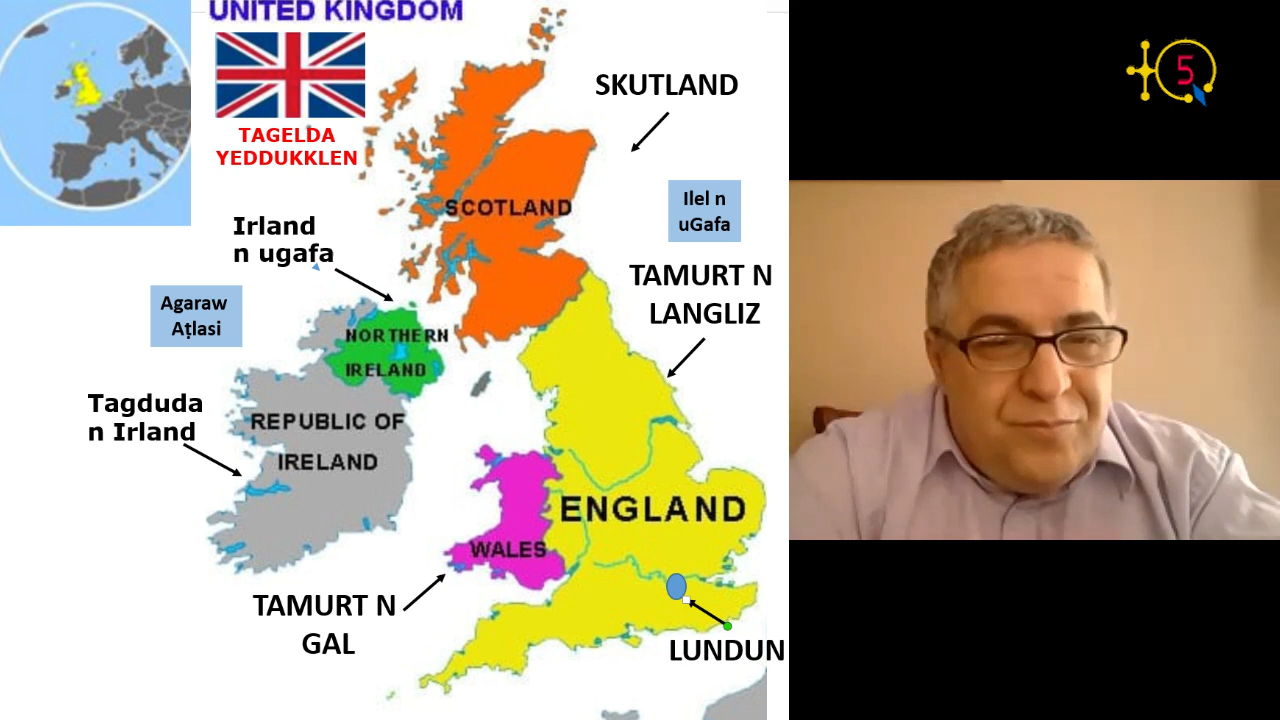 UNITED KINGDOM
TAGELDA
YEDDUKKLEN
SKUTLAND
SCOTLAND
Ilel n
uGafa
Irland
n ugafa
TAMURT N
LANGLIZ
Agaraw
Aṭlasi
NORTHERN
IRELAND
Tagduda
n Irland
REPUBLIC OF
IRELAND
ENGLAND
WALES
TAMURT N
GAL
LUNDUN
5